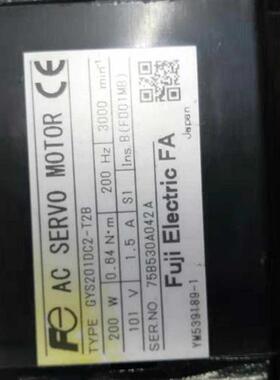 Fe AC SERVO MOTOR CE
TYPE GYS201DC2-T2B
200 W 0.64 N·m 200 Hz 3000 min⁻¹
101 V 1.5 A S1 Ins.B(F001MB)
SER.NO. 75B530A042A
Fuji Electric FA Japan
YM539189-1